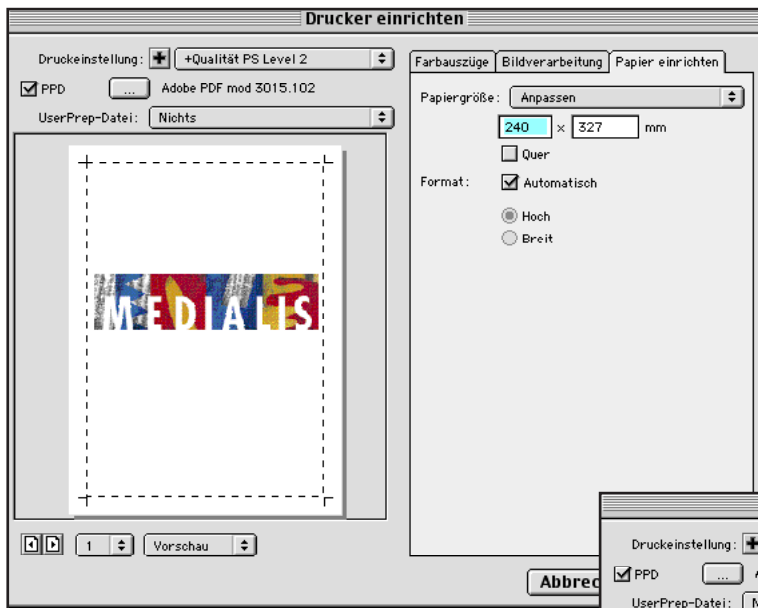 Drucker einrichten
Druckeinstellung: +Qualität PS Level 2
PPD ... Adobe PDF mod 3015.102
UserPrep-Datei: Nichts
MEDIALIS
1 Vorschau
Farbauszüge Bildverarbeitung Papier einrichten
Papiergröße: Anpassen
240 x 327 mm
Quer
Format: Automatisch
Hoch
Breit
Abbrec
Druckeinstellung:
PPD ... A
UserPrep-Datei: N